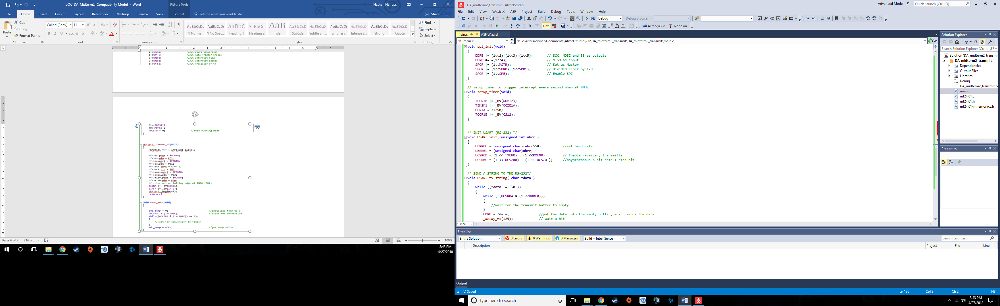 DOC_DA_Midterm2 [Compatibility Mode] - Word
Picture Tools
Nathan Hanuscin
File Home Insert Design Layout References Mailings Review View Format Tell me what you want to do Share
Paste
Cut
Copy
Format Painter
Clipboard
Calibri (Body) 11
Font
Paragraph
AaBbCcDc ¶ Normal
AaBbCcDc ¶ No Spac...
AaBbC Heading 1
AaBbCc Heading 2
AaB Title
AaBbCcE Subtitle
AaBbCcDc Subtle Em...
AaBbCcDc Emphasis
AaBbCcDc Intense E...
AaBbCcDc Strong
AaBbCcDc Quote
Styles
Find
Replace
Select
Editing
(1<<ADSC)| //ADC Start Conversion
(1<<ADATE)| //ADC Auto Trigger Enable
(0<<ADIF)| //ADC Interrupt Flag
(0<<ADIE)| //ADC Interrupt Enable
(1<<ADPS2)| //ADC Prescaler of 64
(1<<ADPS1)|
(0<<ADPS0);
ADCSRB = 0; //free running mode
}
nRF24L01 *setup_rf(void)
{
nRF24L01 *rf = nRF24L01_init();
rf->ss.port = &PORTB;
rf->ss.pin = PB2;
rf->ce.port = &PORTB;
rf->ce.pin = PB1;
rf->sck.port = &PORTB;
rf->sck.pin = PB5;
rf->mosi.port = &PORTB;
rf->mosi.pin = PB3;
rf->miso.port = &PORTB;
rf->miso.pin = PB4;
// interrupt on falling edge of INT0 (PD2)
EICRA |= _BV(ISC01);
EIMSK |= _BV(INT0);
nRF24L01_begin(rf);
return rf;
}
void read_adc(void)
{
adc_temp = 0; //initalize temp to 0
ADCSRA |= (1<<ADSC); //start the conversion
while((ADCSRA & (1<<ADIF)) == 0);
{
//wait for conversion to finish
}
adc_temp = ADCH; //get temp value
}
Page 6 of 7 216 words
100%
3:43 PM
4/27/2018
DA_midterm2_transmit - AtmelStudio
Advanced Mode
Quick Launch (Ctrl+Q)
File Edit View VAssistX ASF Project Build Debug Tools Window Help
Debug
Debug Browser
Hex
ATmega328
None on
main.c
ASF Wizard
main.c
c:\users\owner\Documents\Atmel Studio\7.0\DA_midterm2_transmit\DA_midterm2_transmit\main.c
Go
void spi_init(void)
{
DDRB |= (1<<2)|(1<<3)|(1<<5); // SCK, MOSI and SS as outputs
DDRB &= ~(1<<4); // MISO as input
SPCR |= (1<<MSTR); // Set as Master
SPCR |= (1<<SPR0)|(1<<SPR1); // divided clock by 128
SPCR |= (1<<SPE); // Enable SPI
}
// setup timer to trigger interrupt every second when at 8MHz
void setup_timer(void)
{
TCCR1B |= _BV(WGM12);
TIMSK1 |= _BV(OCIE1A);
OCR1A = 31250;
TCCR1B |= _BV(CS12);
}
/* INIT USART (RS-232) */
void USART_init( unsigned int ubrr )
{
UBRR0H = (unsigned char)(ubrr>>8); //set baud rate
UBRR0L = (unsigned char)ubrr;
UCSR0B = (1 << TXEN0) | (1 <<RXEN0); // Enable receiver, transmitter
UCSR0C = (1 << UCSZ00) | (1 << UCSZ01); //asynchronous 8-bit data 1 stop bit
}
/* SEND A STRING TO THE RS-232*/
void USART_tx_string( char *data )
{
while ((*data != '\0'))
{
while (!(UCSR0A & (1 <<UDRE0)))
{
//wait for the transmit buffer to empty
}
UDR0 = *data; //put the data into the empty buffer, which sends the data
_delay_ms(125); // wait a bit
100 %
Solution Explorer
Search Solution Explorer (Ctrl+;
Solution 'DA_midterm2_transmit
DA_midterm2_transmit
Dependencies
Output Files
Libraries
Debug
DA_midterm2_transmit.cc
main.c
nrf24l01.c
nrf24l01.h
nrf24l01-mnemonics.h
Properties
Error List
Entire Solution
0 Errors
0 Warnings
0 Messages
Build + IntelliSense
Search Error List
Description Project File Line
Output
Item(s) Saved
Ln 126 Col 2 Ch 2 INS
Type here to search
3:43 PM
4/27/2018